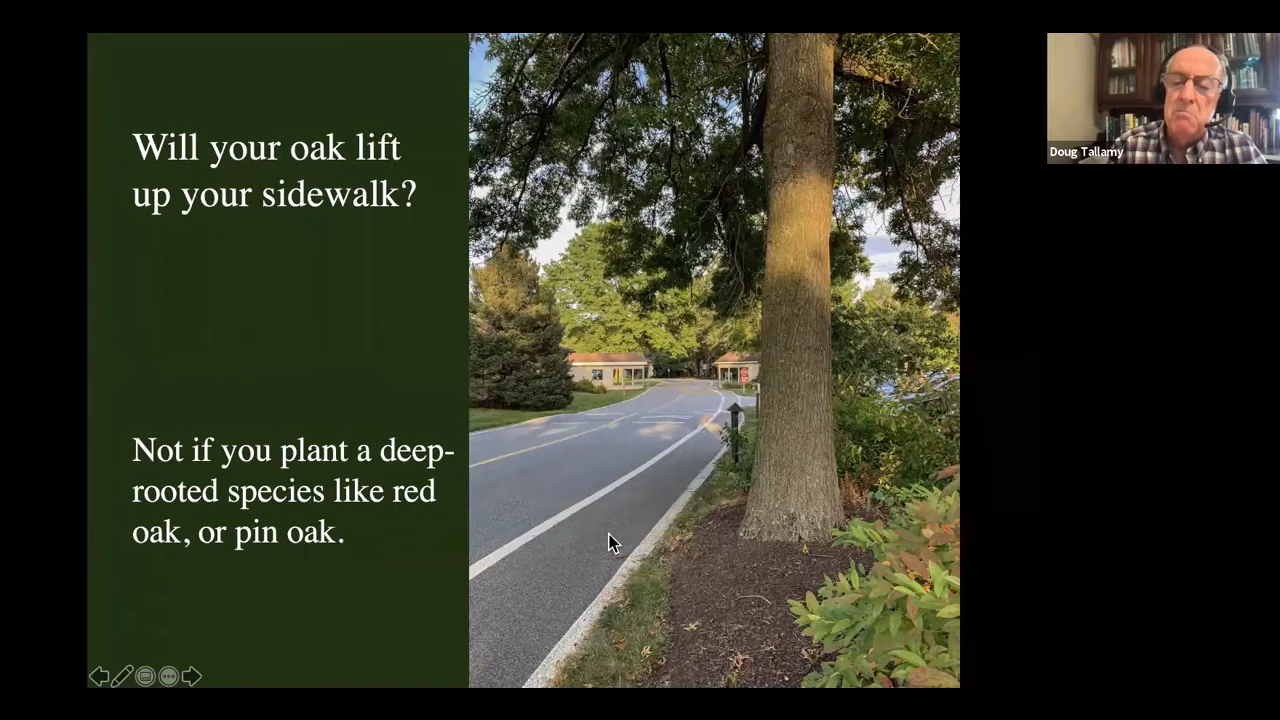 Will your oak lift
up your sidewalk?
Not if you plant a deep-
rooted species like red
oak, or pin oak.
Doug Tallamy